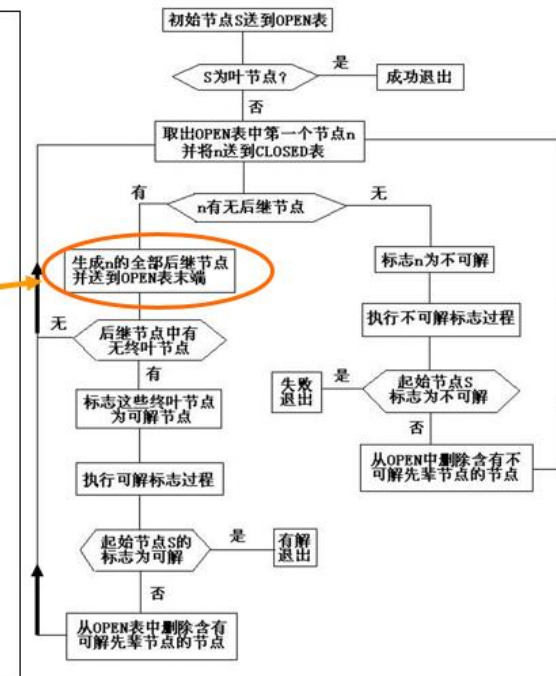 初始节点S送到OPEN表
S为叶节点?
是
成功退出
否
取出OPEN表中第一个节点n
并将n送到CLOSED表
有
n有无后继节点
无
生成n的全部后继节点
并送到OPEN表末端
标志n为不可解
无
后继节点中有
无终叶节点
执行不可解标志过程
有
失败
退出
是
起始节点S
标志为不可解
标志这些终叶节点
为可解节点
否
从OPEN中删除含有不
可解先辈节点的节点
执行可解标志过程
起始节点S的
标志为可解
是
有解
退出
否
从OPEN表中删除含有
可解先辈节点的节点